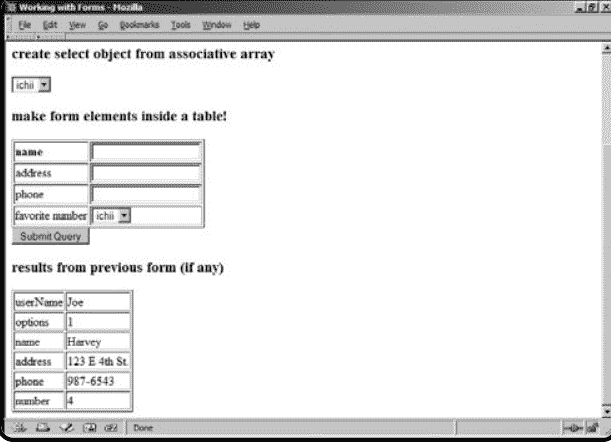 Working with Forms - Mozilla
File Edit View Go Bookmarks Tools Window Help
create select object from associative array
ichii
make form elements inside a table!
name
address
phone
favorite number ichii
Submit Query
results from previous form (if any)
userName Joe
options 1
name Harvey
address 123 E 4th St.
phone 987-6543
number 4
Done